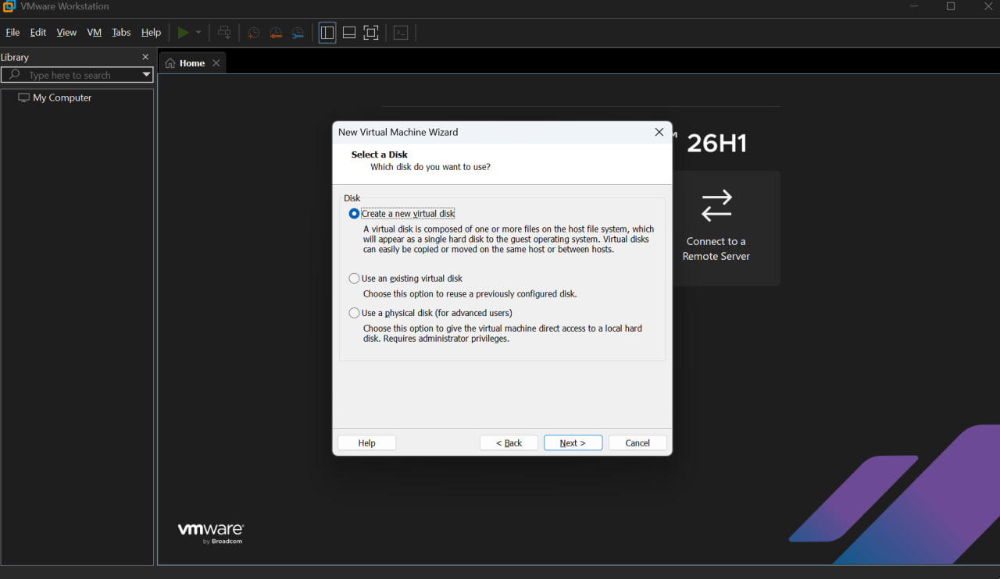 VMware Workstation
File Edit View VM Tabs Help
Library
Type here to search
My Computer
Home
26H1
Connect to a
Remote Server
New Virtual Machine Wizard
Select a Disk
Which disk do you want to use?
Disk
Create a new virtual disk
A virtual disk is composed of one or more files on the host file system, which
will appear as a single hard disk to the guest operating system. Virtual disks
can easily be copied or moved on the same host or between hosts.
Use an existing virtual disk
Choose this option to reuse a previously configured disk.
Use a physical disk (for advanced users)
Choose this option to give the virtual machine direct access to a local hard
disk. Requires administrator privileges.
Help < Back Next > Cancel
vmware®
by Broadcom